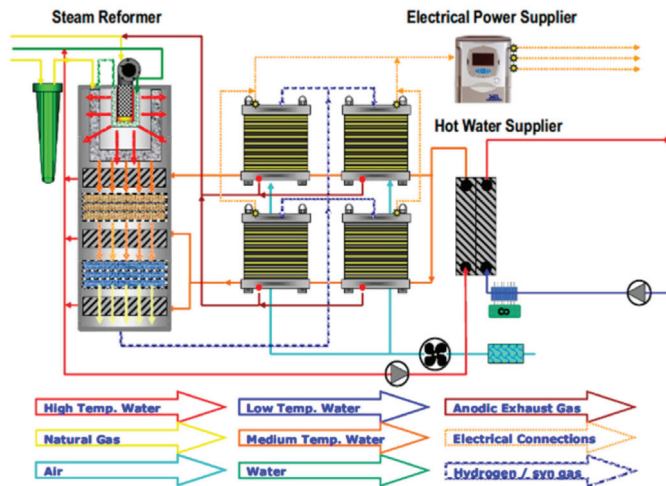 Steam Reformer
Electrical Power Supplier
Hot Water Supplier
High Temp. Water
Low Temp. Water
Anodic Exhaust Gas
Natural Gas
Medium Temp. Water
Electrical Connections
Air
Water
Hydrogen / syn gas